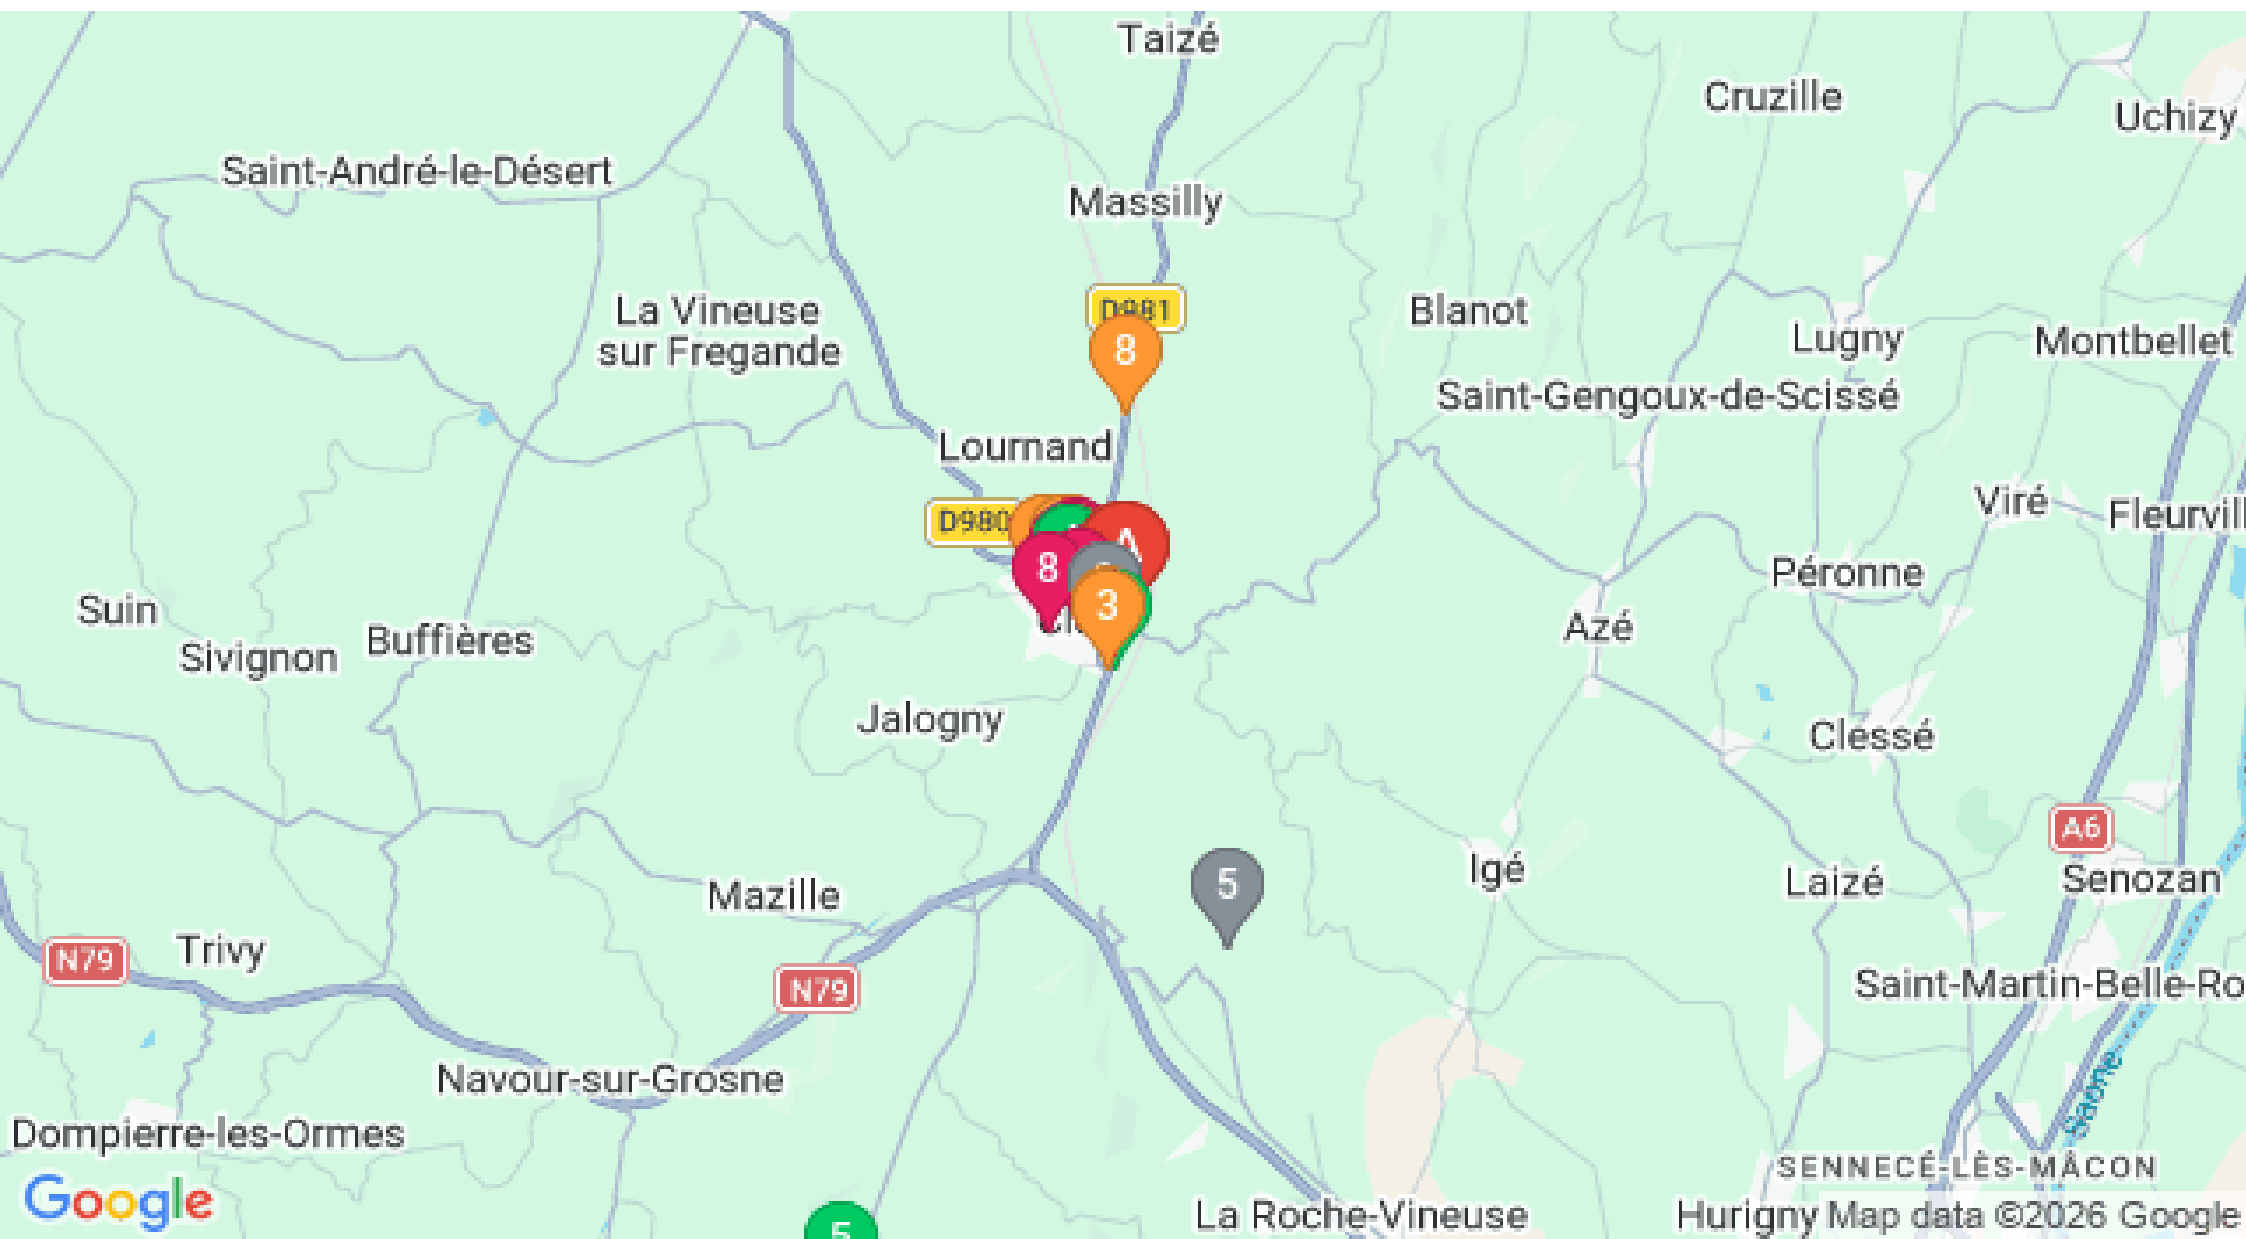 Taizé
Cruzille
Uchizy
Saint-André-le-Désert
Massilly
La Vineuse
sur Fregande
D981
8
Blanot
Lugny
Montbellet
Saint-Gengoux-de-Scissé
Lournand
Viré
Fleurvill
D980
A
8
3
Péronne
Suin
Sivignon
Buffières
Azé
Jalogny
Clessé
A6
Mazille
5
Igé
Laizé
Senozan
Trivy
N79
N79
Saint-Martin-Belle-Ro
Navour-sur-Grosne
Saône
Dompierre-les-Ormes
SENNECÉ-LÈS-MÂCON
Google
5
La Roche-Vineuse
Hurigny Map data ©2026 Google